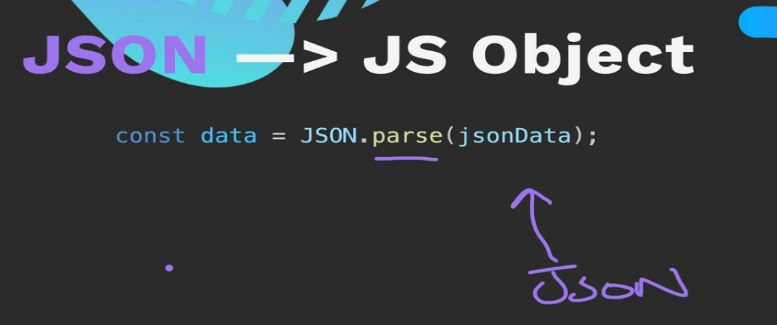 JSON —> JS Object
const data = JSON.parse(jsonData);
JSON